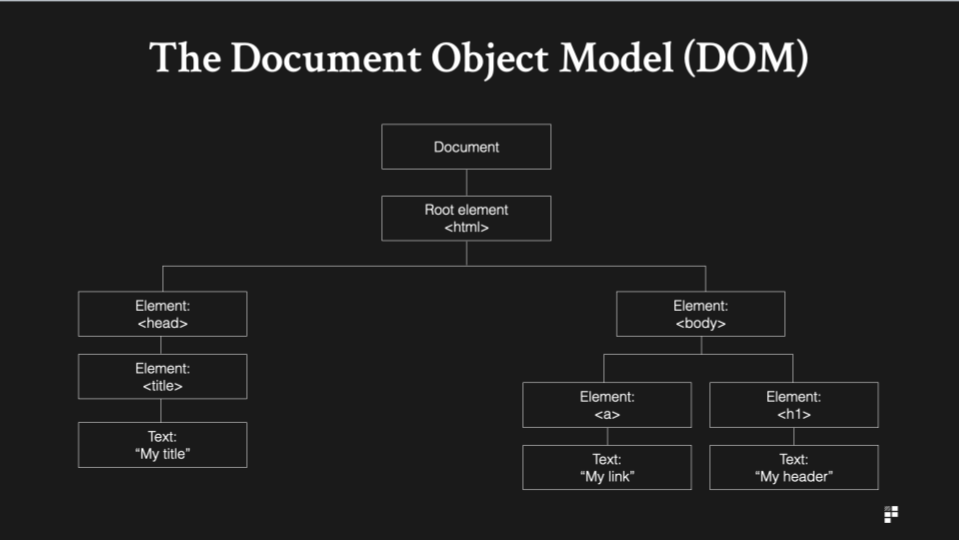 The Document Object Model (DOM)
Document
Root element
<html>
Element:
<head>
Element:
<body>
Element:
<title>
Element:
<a>
Element:
<h1>
Text:
“My title”
Text:
“My link”
Text:
“My header”